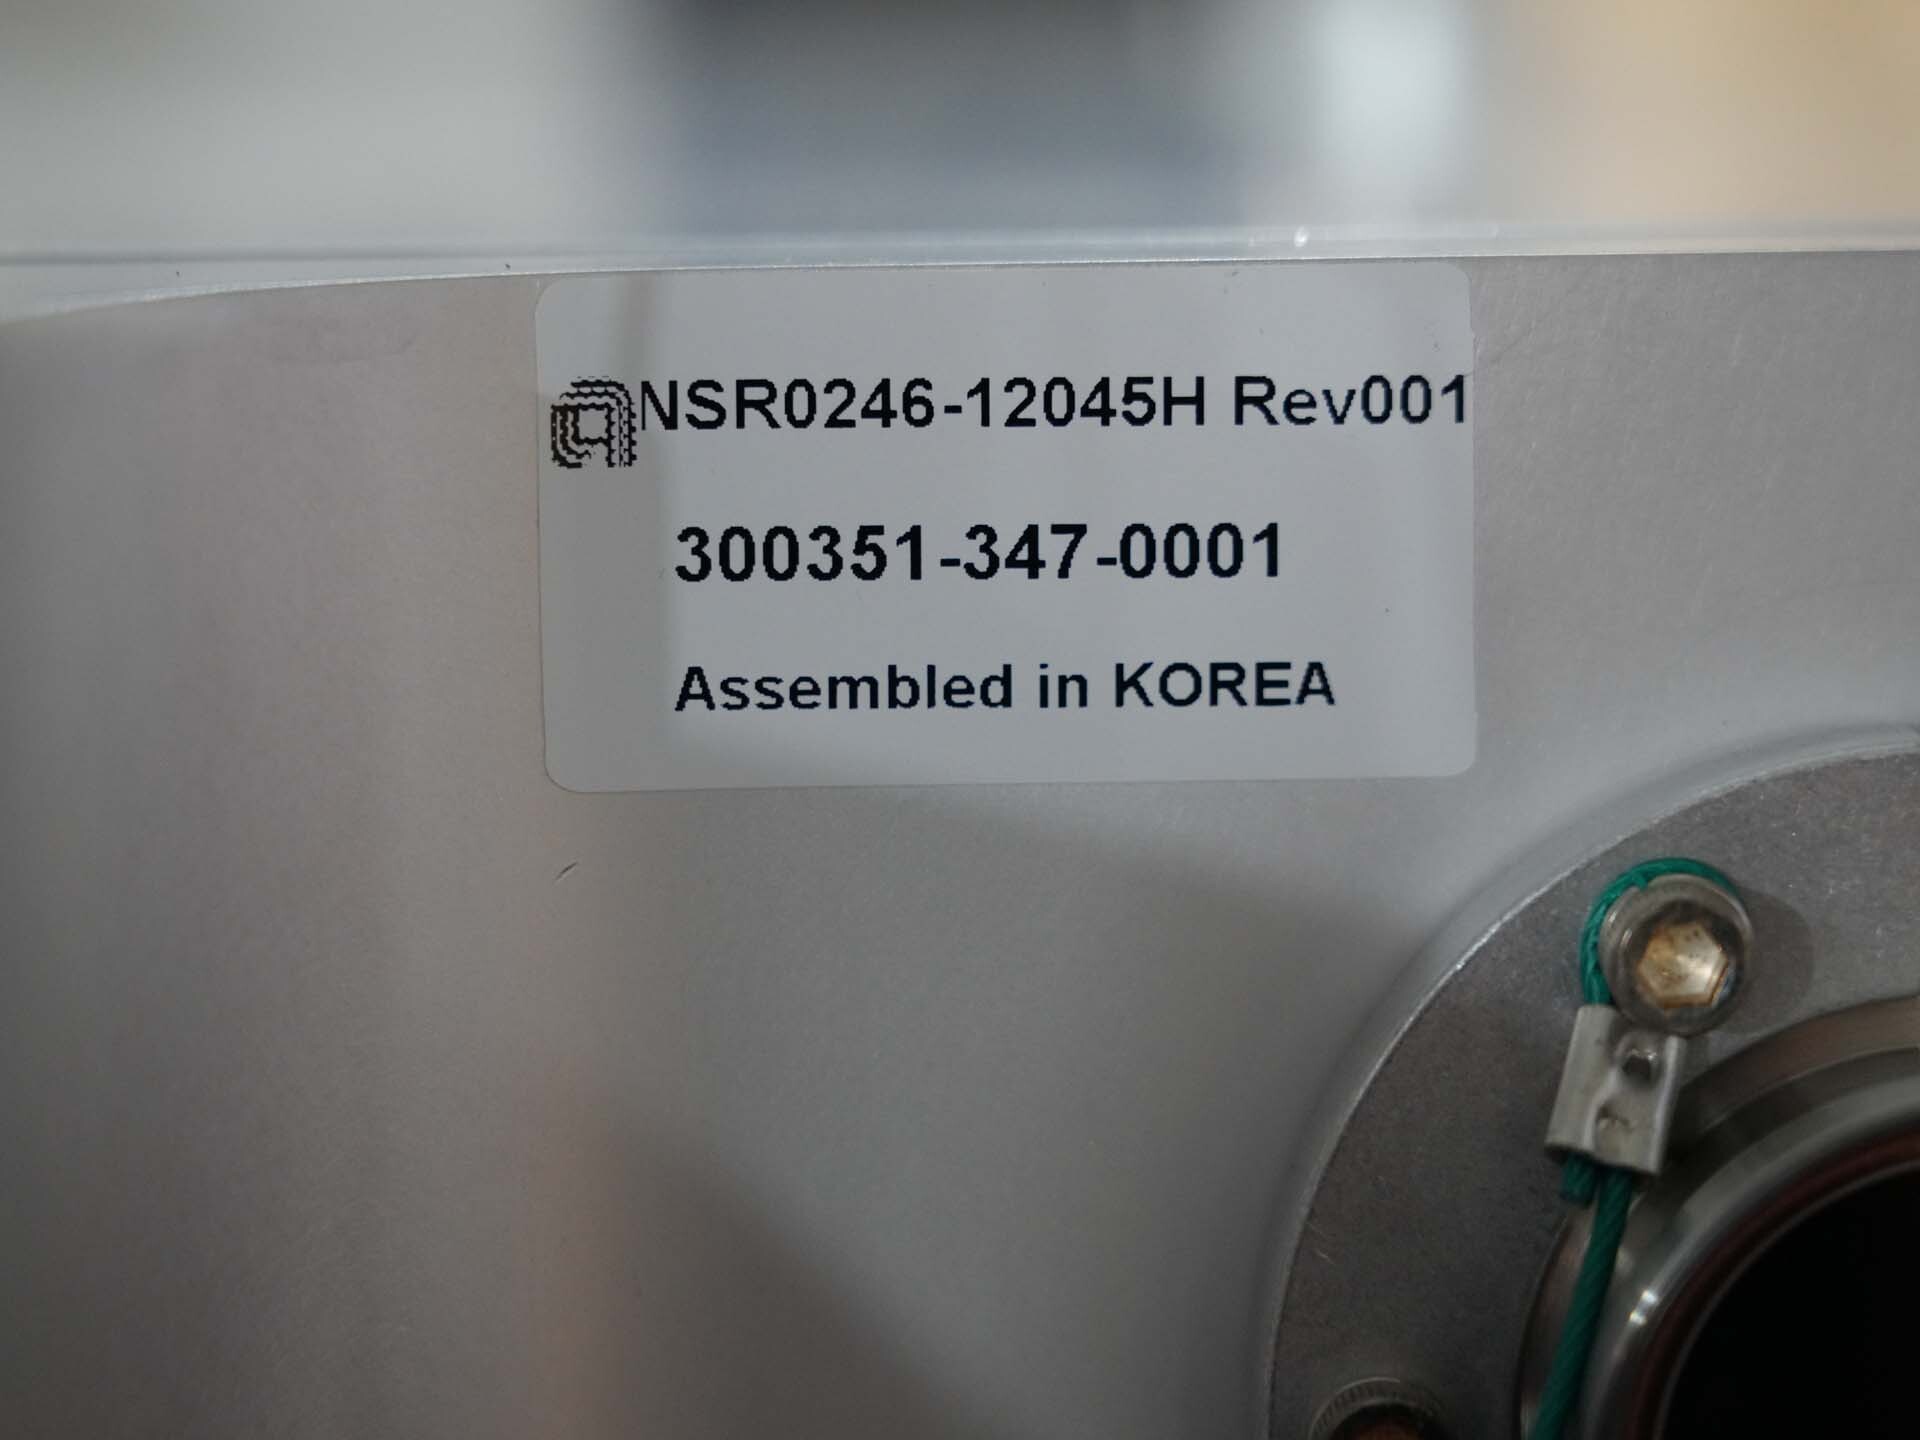 NSR0246-12045H Rev001
300351-347-0001
Assembled in KOREA